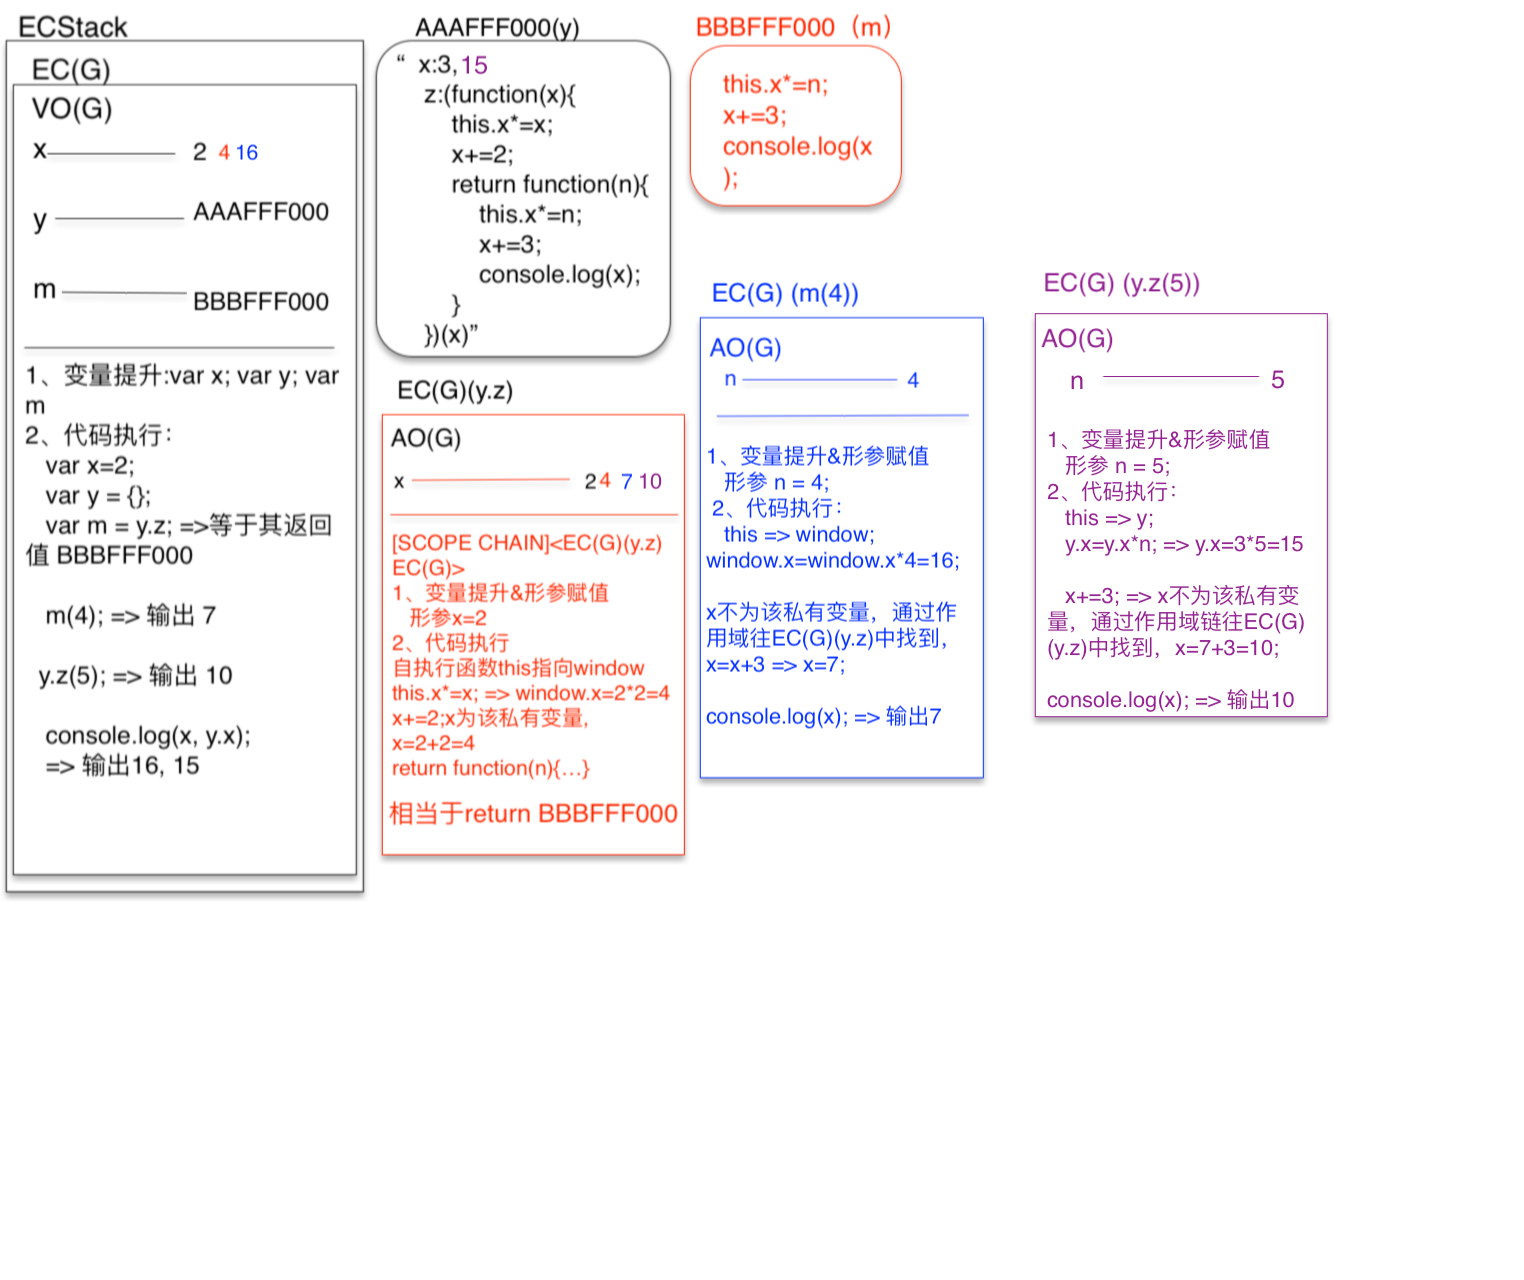 ECStack
EC(G)
VO(G)
x 2 4 16
y AAAFFF000
m BBBFFF000
1、变量提升:var x; var y; var
m
2、代码执行：
var x=2;
var y = {};
var m = y.z; =>等于其返回
值 BBBFFF000
m(4); => 输出 7
y.z(5); => 输出 10
console.log(x, y.x);
=> 输出16, 15
AAAFFF000(y)
“ x:3, 15
z:(function(x){
this.x*=x;
x+=2;
return function(n){
this.x*=n;
x+=3;
console.log(x);
}
})(x)”
BBBFFF000（m）
this.x*=n;
x+=3;
console.log(x
);
EC(G)(y.z)
AO(G)
x 2 4 7 10
[SCOPE CHAIN]<EC(G)(y.z)
EC(G)>
1、变量提升&形参赋值
形参x=2
2、代码执行
自执行函数this指向window
this.x*=x; => window.x=2*2=4
x+=2;x为该私有变量,
x=2+2=4
return function(n){…}
相当于return BBBFFF000
EC(G) (m(4))
AO(G)
n 4
1、变量提升&形参赋值
形参 n = 4;
2、代码执行：
this => window;
window.x=window.x*4=16;
x不为该私有变量，通过作
用域往EC(G)(y.z)中找到，
x=x+3 => x=7;
console.log(x); => 输出7
EC(G) (y.z(5))
AO(G)
n 5
1、变量提升&形参赋值
形参 n = 5;
2、代码执行：
this => y;
y.x=y.x*n; => y.x=3*5=15
x+=3; => x不为该私有变
量，通过作用域链往EC(G)
(y.z)中找到，x=7+3=10;
console.log(x); => 输出10